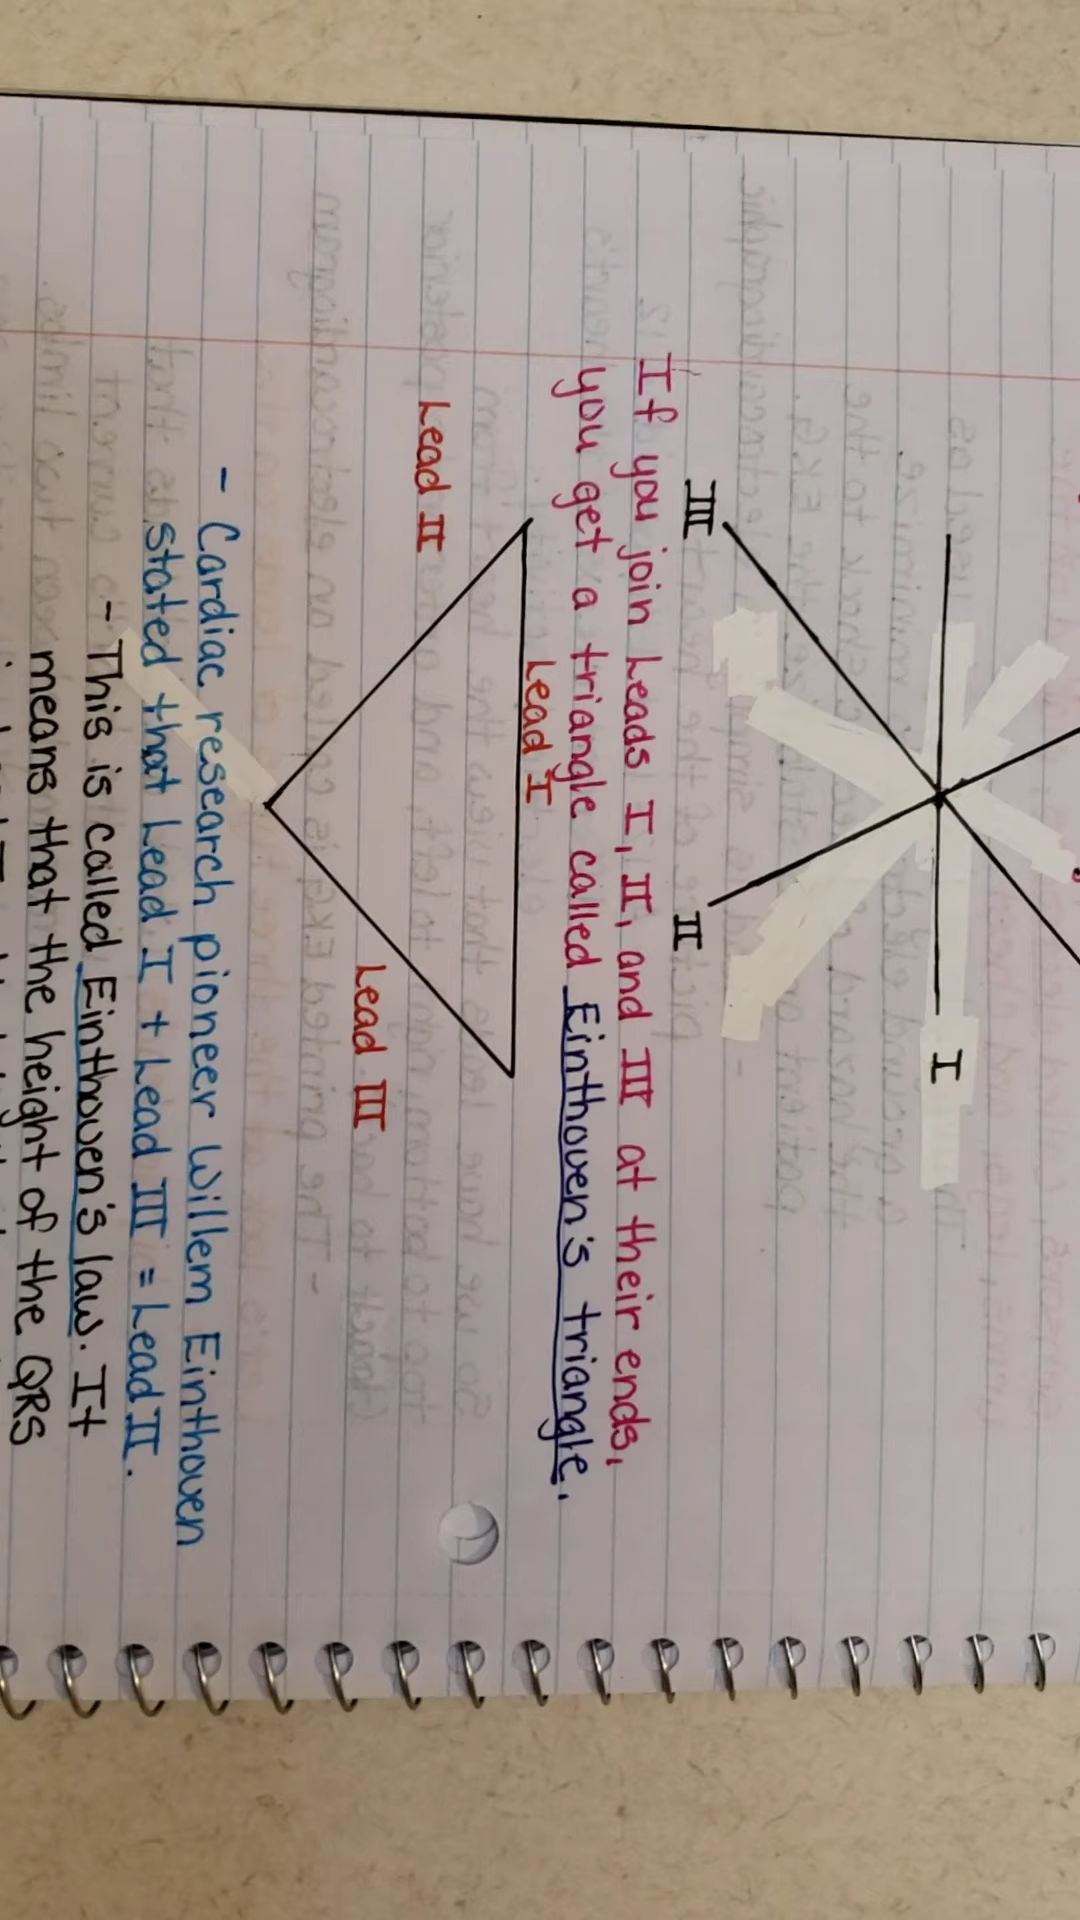 I
III
II
If you join Leads I, II, and III at their ends,
you get a triangle called Einthoven's triangle.
Lead I
Lead II
Lead III
- Cardiac research pioneer Willem Einthoven
stated that Lead I + Lead III = Lead II.
- This is called Einthoven's law. It
means that the height of the QRS